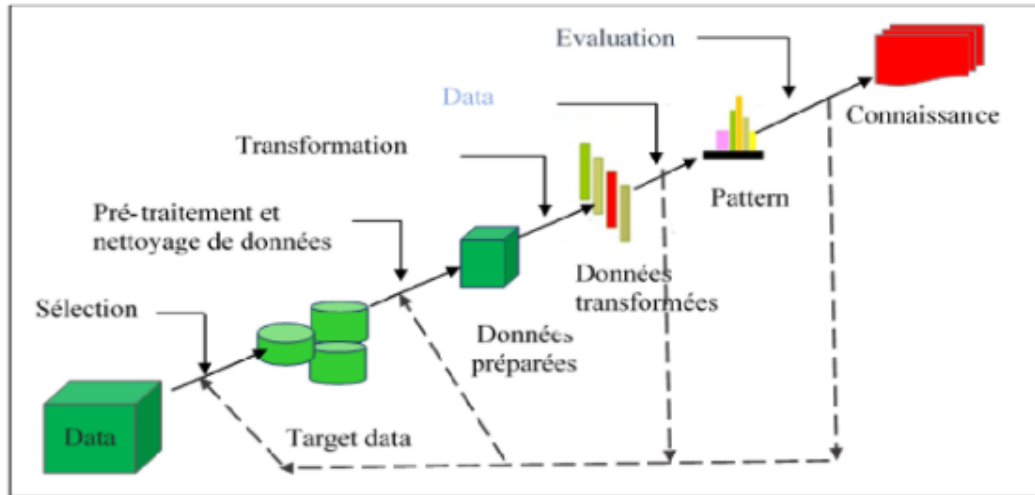 Evaluation
Connaissance
Data
Pattern
Transformation
Données
transformées
Pré-traitement et
nettoyage de données
Données
préparées
Sélection
Target data
Data